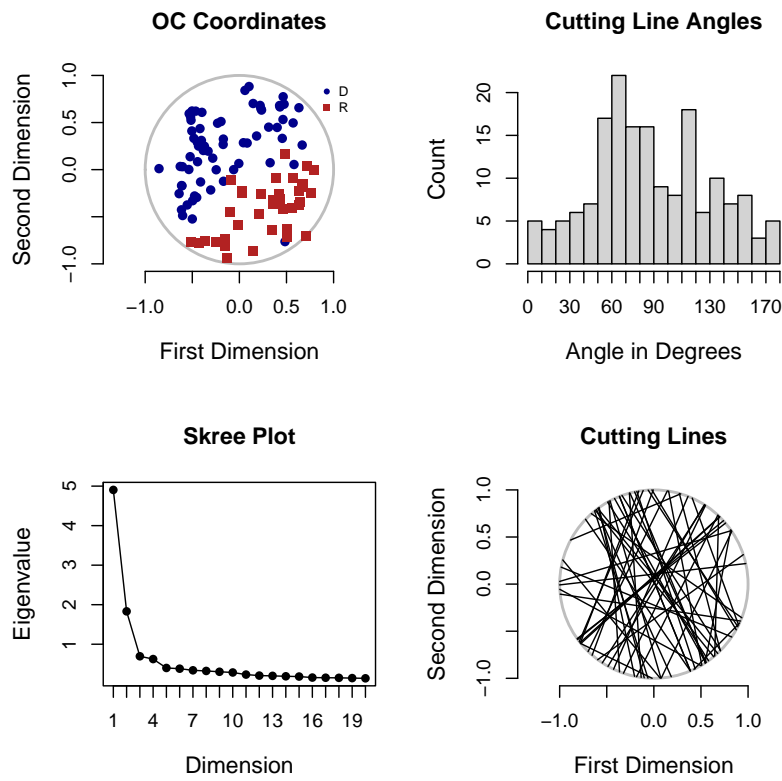 OC Coordinates
Second Dimension
1.0
0.5
0.0
−1.0
D
R
−1.0
0.0
0.5
1.0
First Dimension
Cutting Line Angles
Count
20
15
10
5
0
0
30
60
90
130
170
Angle in Degrees
Skree Plot
Eigenvalue
5
4
3
2
1
1
4
7
10
13
16
19
Dimension
Cutting Lines
Second Dimension
1.0
0.5
0.0
−1.0
−1.0
0.0
0.5
1.0
First Dimension